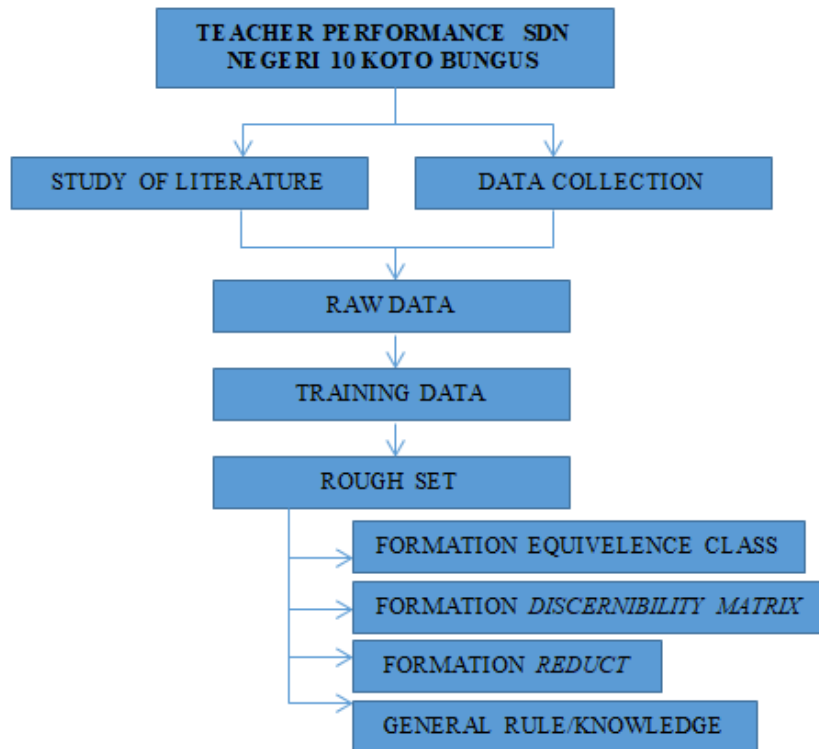 TEACHER PERFORMANCE SDN
NEGERI 10 KOTO BUNGUS
STUDY OF LITERATURE
DATA COLLECTION
RAW DATA
TRAINING DATA
ROUGH SET
FORMATION EQUIVELENCE CLASS
FORMATION DISCERNIBILITY MATRIX
FORMATION REDUCT
GENERAL RULE/KNOWLEDGE